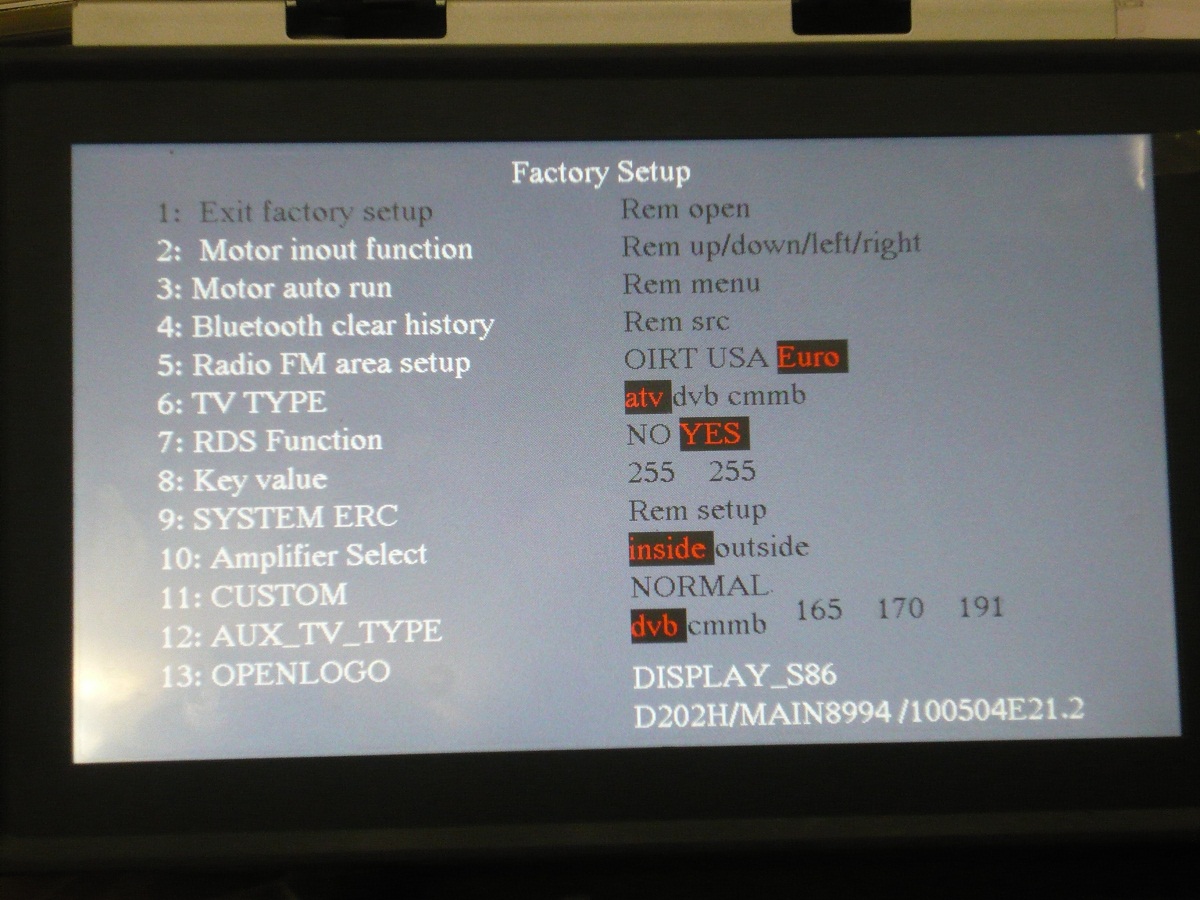 Factory Setup
1: Exit factory setup Rem open
2: Motor inout function Rem up/down/left/right
3: Motor auto run Rem menu
4: Bluetooth clear history Rem src
5: Radio FM area setup OIRT USA Euro
6: TV TYPE atv dvb cmmb
7: RDS Function NO YES
8: Key value 255 255
9: SYSTEM ERC Rem setup
10: Amplifier Select inside outside
11: CUSTOM NORMAL
12: AUX_TV_TYPE dvb cmmb 165 170 191
13: OPENLOGO DISPLAY_S86
D202H/MAIN8994 /100504E21.2